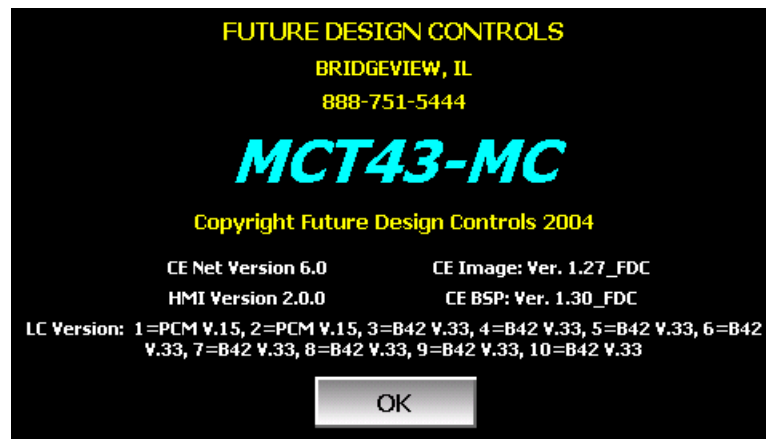 FUTURE DESIGN CONTROLS
BRIDGEVIEW, IL
888-751-5444
MCT43-MC
Copyright Future Design Controls 2004
CE Net Version 6.0 CE Image: Ver. 1.27_FDC
HMI Version 2.0.0 CE BSP: Ver. 1.30_FDC
LC Version: 1=PCM V.15, 2=PCM V.15, 3=B42 V.33, 4=B42 V.33, 5=B42 V.33, 6=B42
V.33, 7=B42 V.33, 8=B42 V.33, 9=B42 V.33, 10=B42 V.33
OK